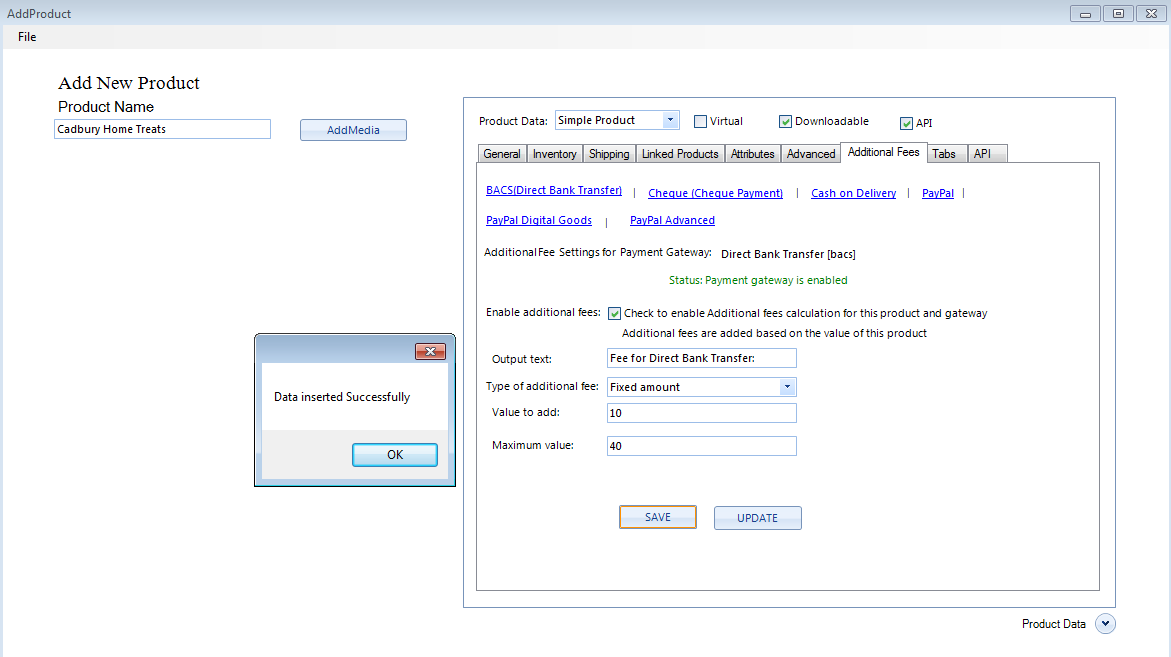 AddProduct
File
Add New Product
Product Name
Cadbury Home Treats
AddMedia
Product Data: Simple Product Virtual Downloadable API
General Inventory Shipping Linked Products Attributes Advanced Additional Fees Tabs API
BACS(Direct Bank Transfer) | Cheque (Cheque Payment) | Cash on Delivery | PayPal |
PayPal Digital Goods | PayPal Advanced
AdditionalFee Settings for Payment Gateway: Direct Bank Transfer [bacs]
Status: Payment gateway is enabled
Enable additional fees: Check to enable Additional fees calculation for this product and gateway
Additional fees are added based on the value of this product
Output text: Fee for Direct Bank Transfer:
Type of additional fee: Fixed amount
Value to add: 10
Maximum value: 40
SAVE UPDATE
Data inserted Successfully
OK
Product Data